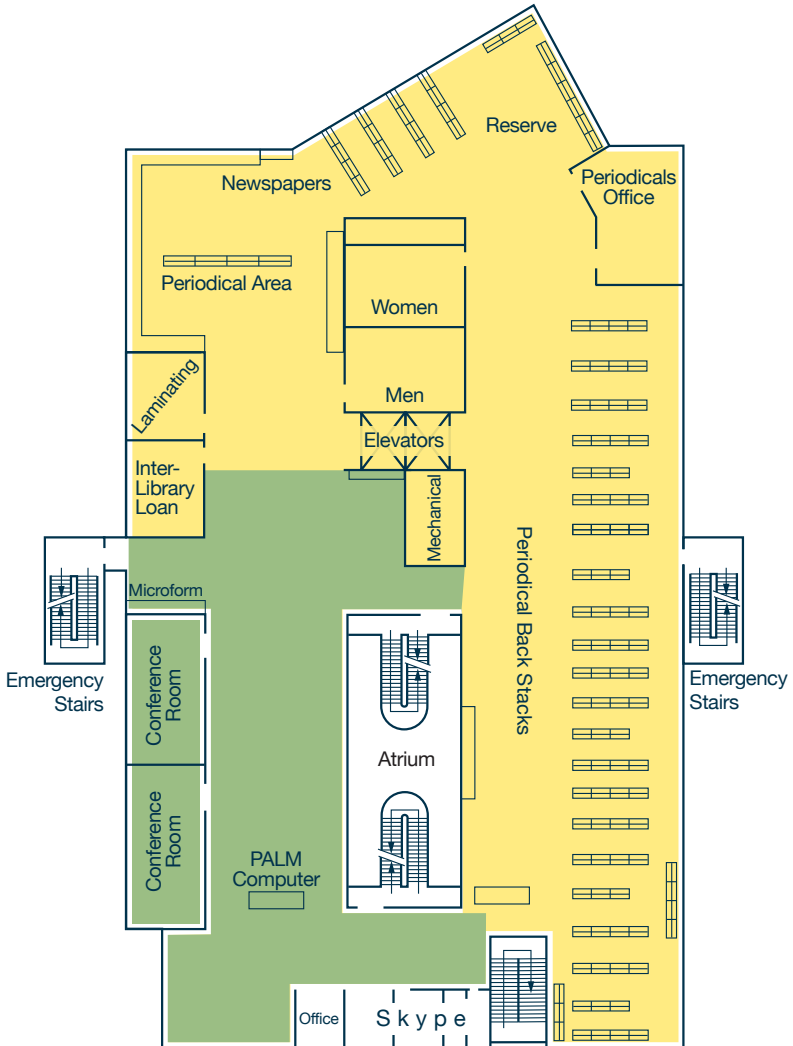 Reserve
Newspapers
Periodicals
Office
Periodical Area
Women
Laminating
Men
Elevators
Inter-
Library
Loan
Mechanical
Periodical Back Stacks
Microform
Emergency
Stairs
Conference
Room
Emergency
Stairs
Atrium
Conference
Room
PALM
Computer
Office
Skype